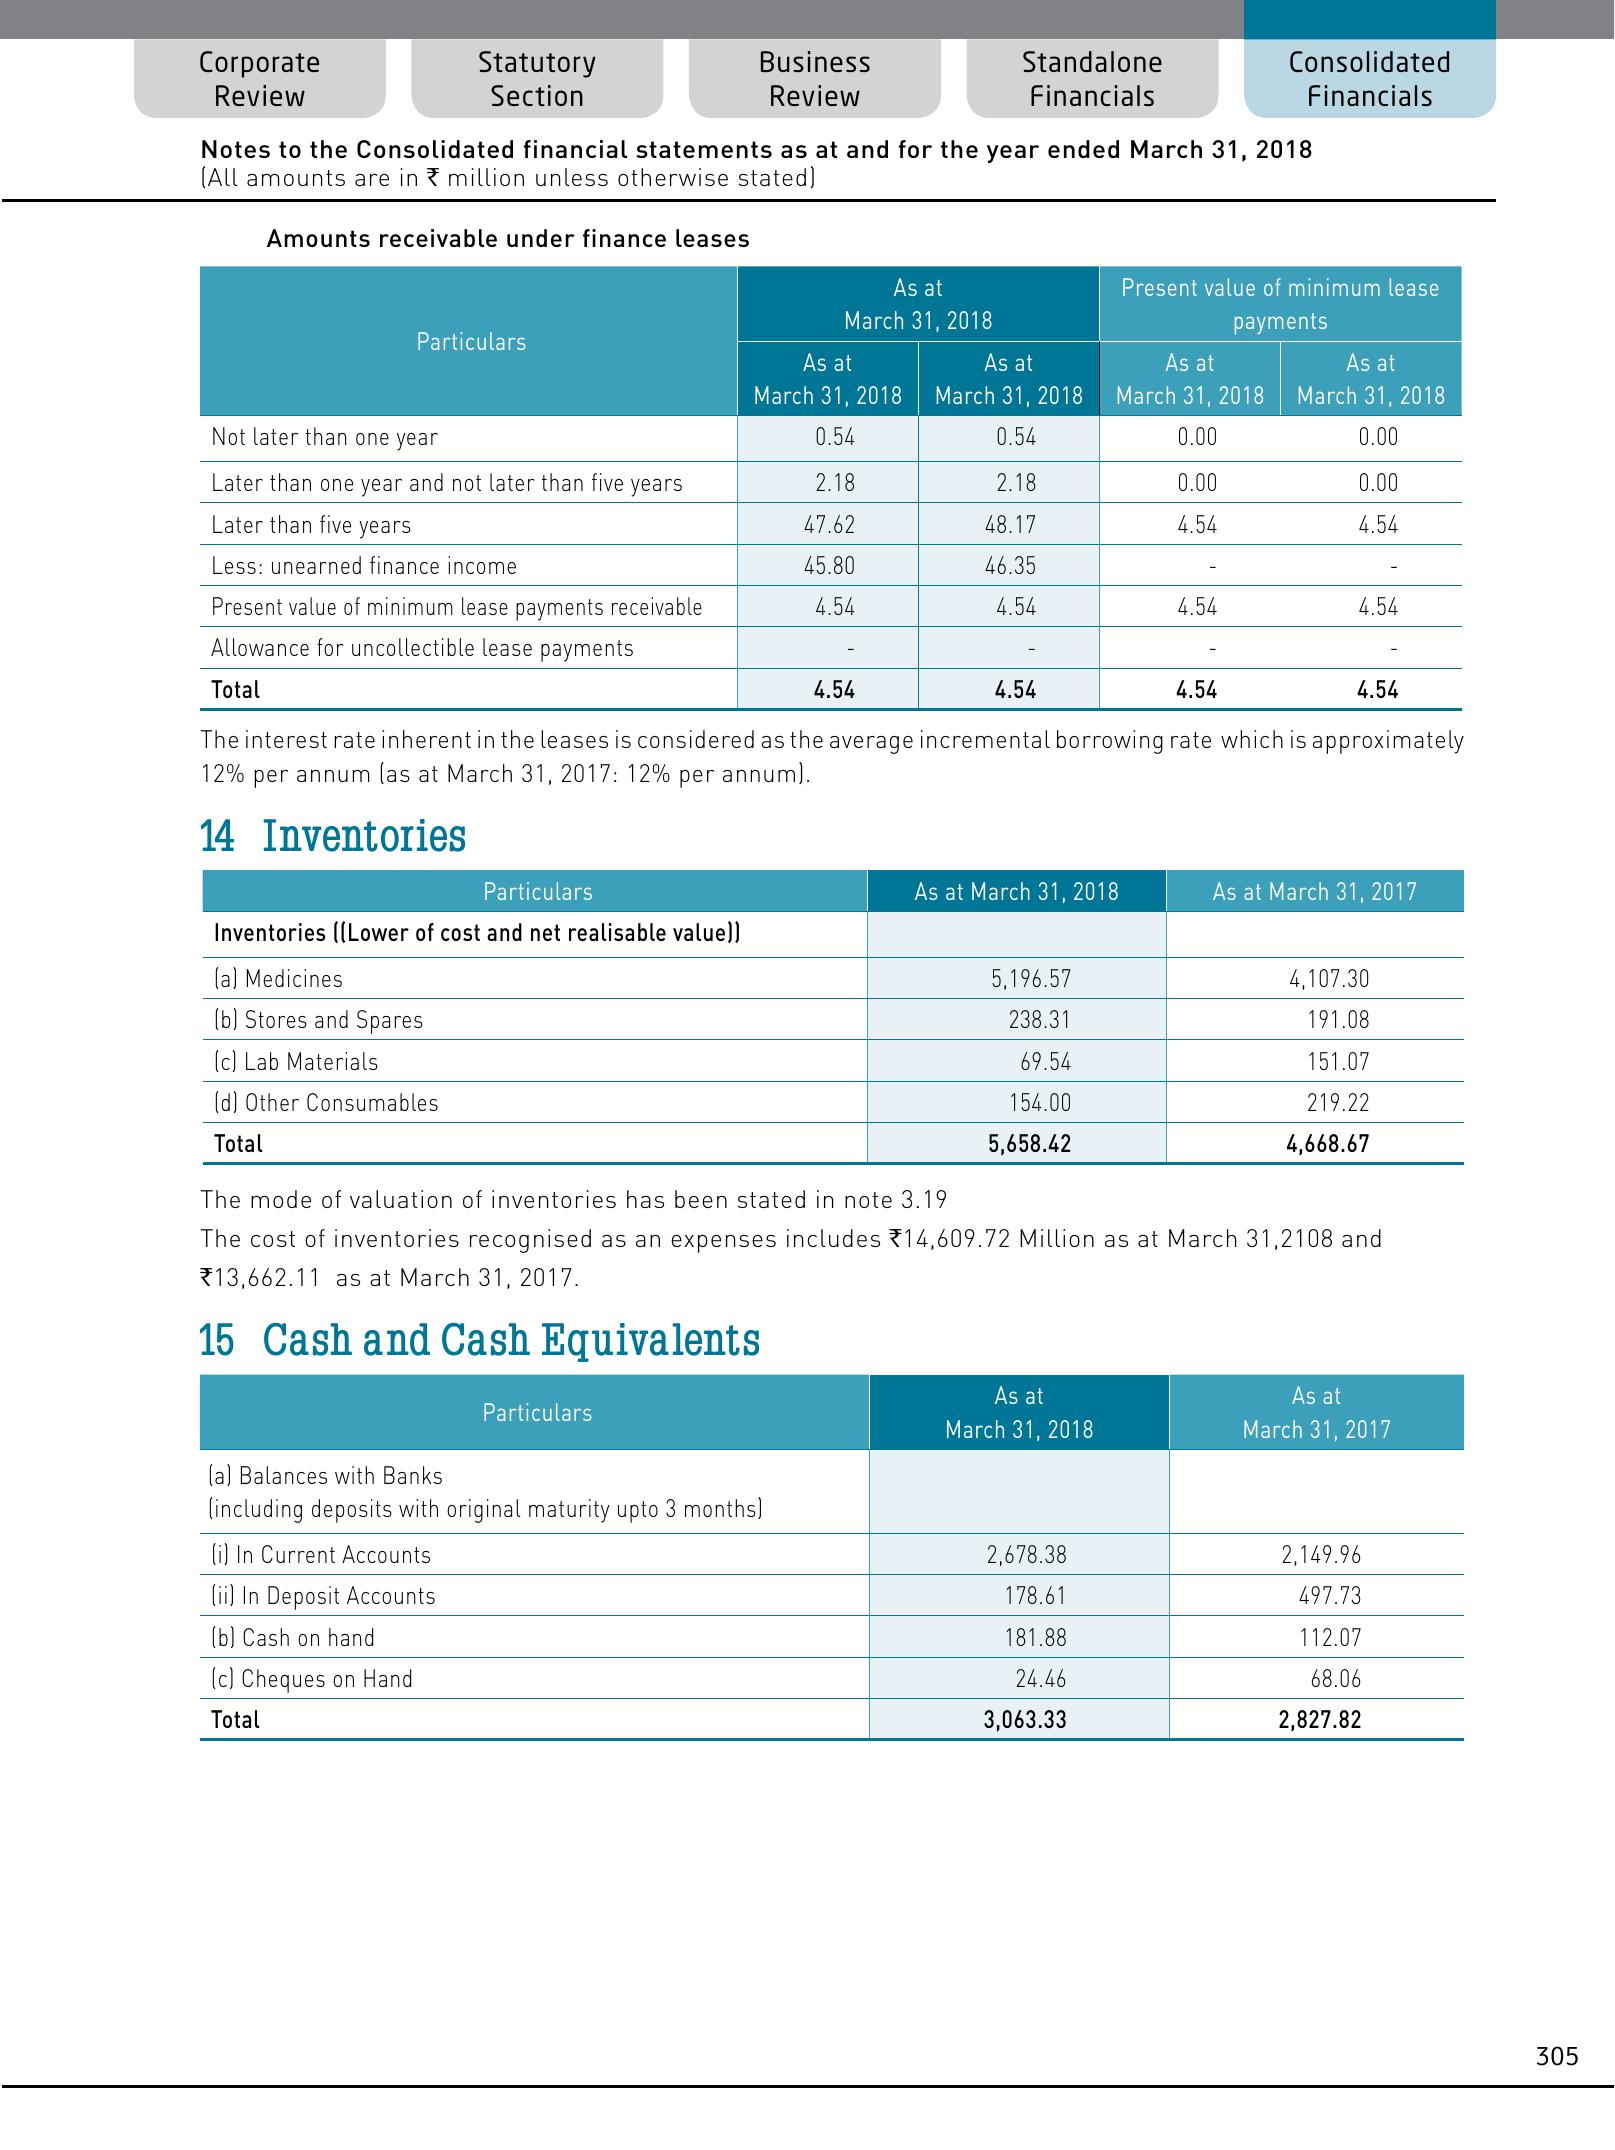 Corporate Review
Statutory Section
Business Review
Standalone Financials
Consolidated Financials
Notes to the Consolidated financial statements as at and for the year ended March 31, 2018
(All amounts are in ₹ million unless otherwise stated)
Amounts receivable under finance leases
Particulars
As at
March 31, 2018
Present value of minimum lease
payments
As at
March 31, 2018
As at
March 31, 2018
As at
March 31, 2018
As at
March 31, 2018
Not later than one year 0.54 0.54 0.00 0.00
Later than one year and not later than five years 2.18 2.18 0.00 0.00
Later than five years 47.62 48.17 4.54 4.54
Less: unearned finance income 45.80 46.35 - -
Present value of minimum lease payments receivable 4.54 4.54 4.54 4.54
Allowance for uncollectible lease payments - - - -
Total 4.54 4.54 4.54 4.54
The interest rate inherent in the leases is considered as the average incremental borrowing rate which is approximately
12% per annum (as at March 31, 2017: 12% per annum).
14 Inventories
Particulars As at March 31, 2018 As at March 31, 2017
Inventories ((Lower of cost and net realisable value))
(a) Medicines 5,196.57 4,107.30
(b) Stores and Spares 238.31 191.08
(c) Lab Materials 69.54 151.07
(d) Other Consumables 154.00 219.22
Total 5,658.42 4,668.67
The mode of valuation of inventories has been stated in note 3.19
The cost of inventories recognised as an expenses includes ₹14,609.72 Million as at March 31,2108 and
₹13,662.11 as at March 31, 2017.
15 Cash and Cash Equivalents
Particulars
As at
March 31, 2018
As at
March 31, 2017
(a) Balances with Banks
(including deposits with original maturity upto 3 months)
(i) In Current Accounts 2,678.38 2,149.96
(ii) In Deposit Accounts 178.61 497.73
(b) Cash on hand 181.88 112.07
(c) Cheques on Hand 24.46 68.06
Total 3,063.33 2,827.82
305